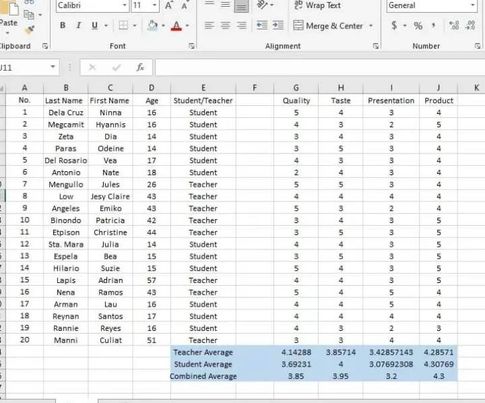 Calibri 11 A A Wrap Text General
Paste B I U A Merge & Center $ % 
Clipboard Font Alignment Number
J11 fx
A B C D E F G H I J K
No. Last Name First Name Age Student/Teacher Quality Taste Presentation Product
1 Dela Cruz Ninna 16 Student 5 4 3 4
2 Megcamit Hyannis 16 Student 4 3 2 5
3 Zeta Dia 14 Student 3 4 3 4
4 Paras Odeine 14 Student 3 5 3 4
5 Del Rosario Vea 17 Student 4 3 3 4
6 Antonio Nate 18 Student 2 4 3 4
7 Mengullo Jules 26 Teacher 5 5 3 4
8 Low Jesy Claire 43 Teacher 4 4 3 4
9 Angeles Emiko 43 Teacher 5 3 2 4
10 Binondo Patricia 42 Teacher 3 4 3 5
11 Etpison Christine 44 Teacher 3 5 3 5
12 Sta. Mara Julia 14 Student 4 4 3 5
13 Espela Bea 15 Student 3 5 3 4
14 Hilario Suzie 15 Student 5 4 3 5
15 Lapis Adrian 57 Teacher 4 4 5 4
16 Nena Ramos 43 Teacher 5 4 5 4
17 Arman Lau 16 Student 4 4 5 4
18 Reynan Santos 17 Student 4 4 4 4
19 Rannie Reyes 16 Student 4 3 2 3
20 Manni Culiat 51 Teacher 3 3 4 4
Teacher Average 4.14288 3.85714 3.42857143 4.28571
Student Average 3.69231 4 3.07692308 4.30769
Combined Average 3.85 3.95 3.2 4.3